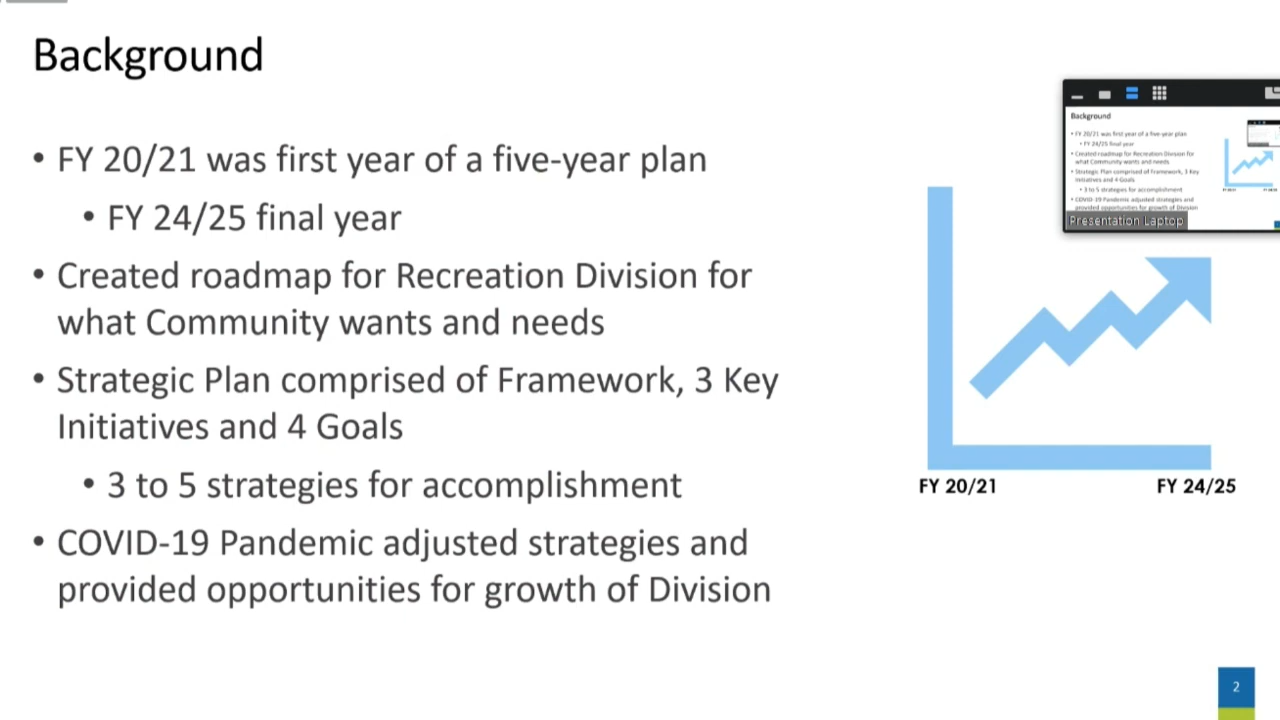 Background
• FY 20/21 was first year of a five-year plan
• FY 24/25 final year
• Created roadmap for Recreation Division for
what Community wants and needs
• Strategic Plan comprised of Framework, 3 Key
Initiatives and 4 Goals
• 3 to 5 strategies for accomplishment
• COVID-19 Pandemic adjusted strategies and
provided opportunities for growth of Division
Background
• FY 20/21 was first year of a five-year plan
• FY 24/25 final year
• Created roadmap for Recreation Division for
what Community wants and needs
• Strategic Plan comprised of Framework, 3 Key
Initiatives and 4 Goals
• 3 to 5 strategies for accomplishment
• COVID-19 Pandemic adjusted strategies and
provided opportunities for growth of Division
Presentation Laptop
FY 20/21
FY 24/25
2